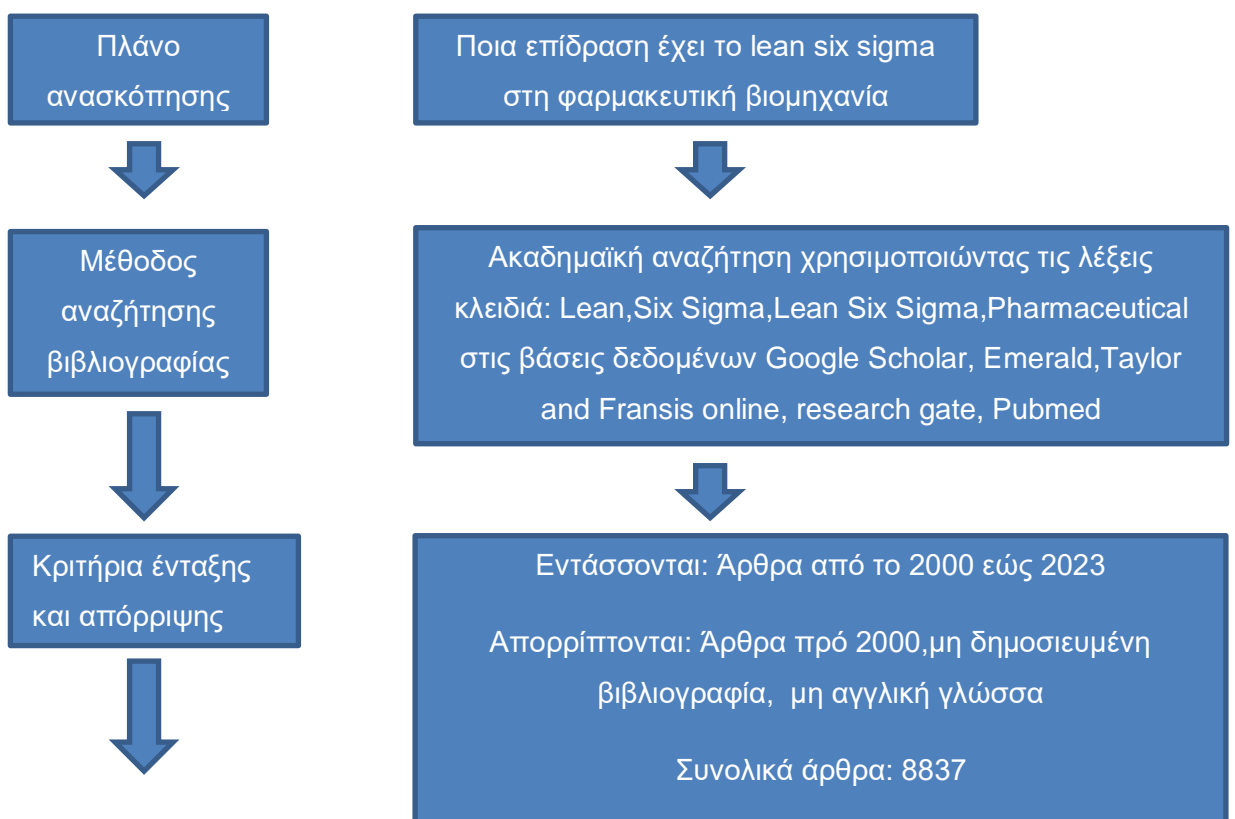 Πλάνο
ανασκόπησης
Ποια επίδραση έχει το lean six sigma
στη φαρμακευτική βιομηχανία
Μέθοδος
αναζήτησης
βιβλιογραφίας
Ακαδημαϊκή αναζήτηση χρησιμοποιώντας τις λέξεις
κλειδιά: Lean,Six Sigma,Lean Six Sigma,Pharmaceutical
στις βάσεις δεδομένων Google Scholar, Emerald,Taylor
and Fransis online, research gate, Pubmed
Κριτήρια ένταξης
και απόρριψης
Εντάσσονται: Άρθρα από το 2000 εώς 2023
Απορρίπτονται: Άρθρα πρό 2000,μη δημοσιευμένη
βιβλιογραφία, μη αγγλική γλώσσα
Συνολικά άρθρα: 8837